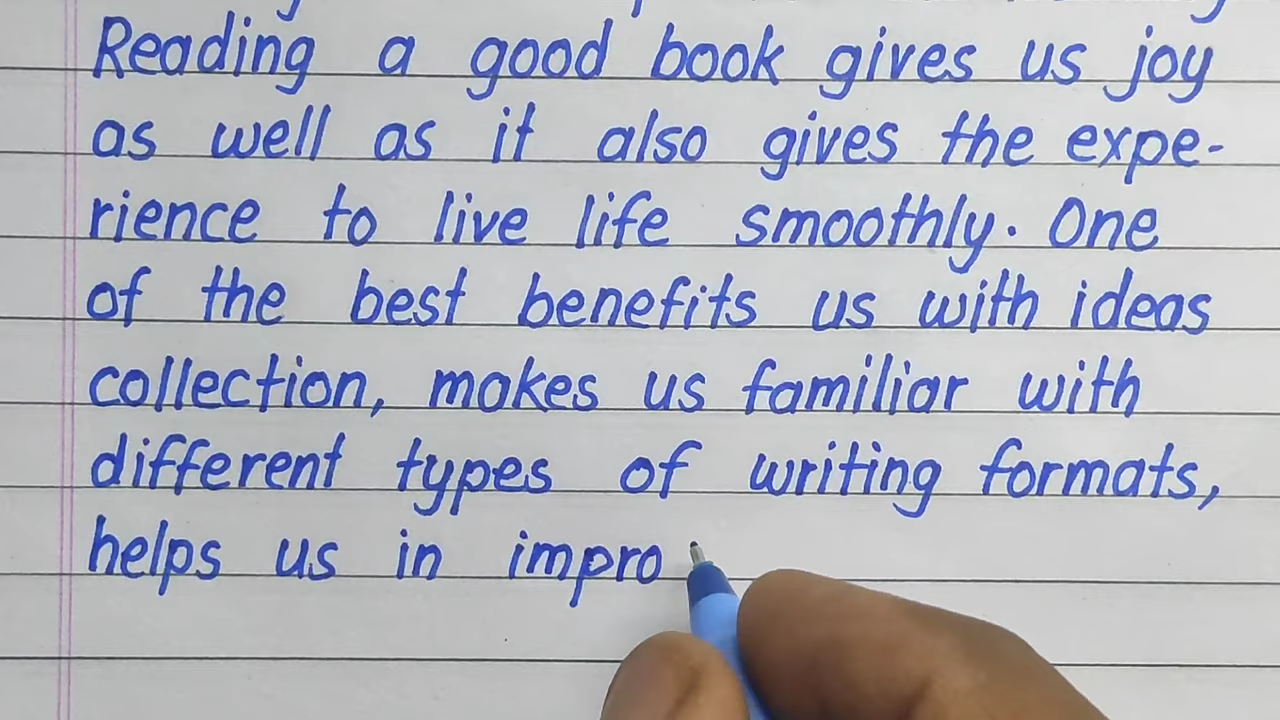 Reading a good book gives us joy
as well as it also gives the expe-
rience to live life smoothly. One
of the best benefits us with ideas
collection, makes us familiar with
different types of writing formats,
helps us in impro